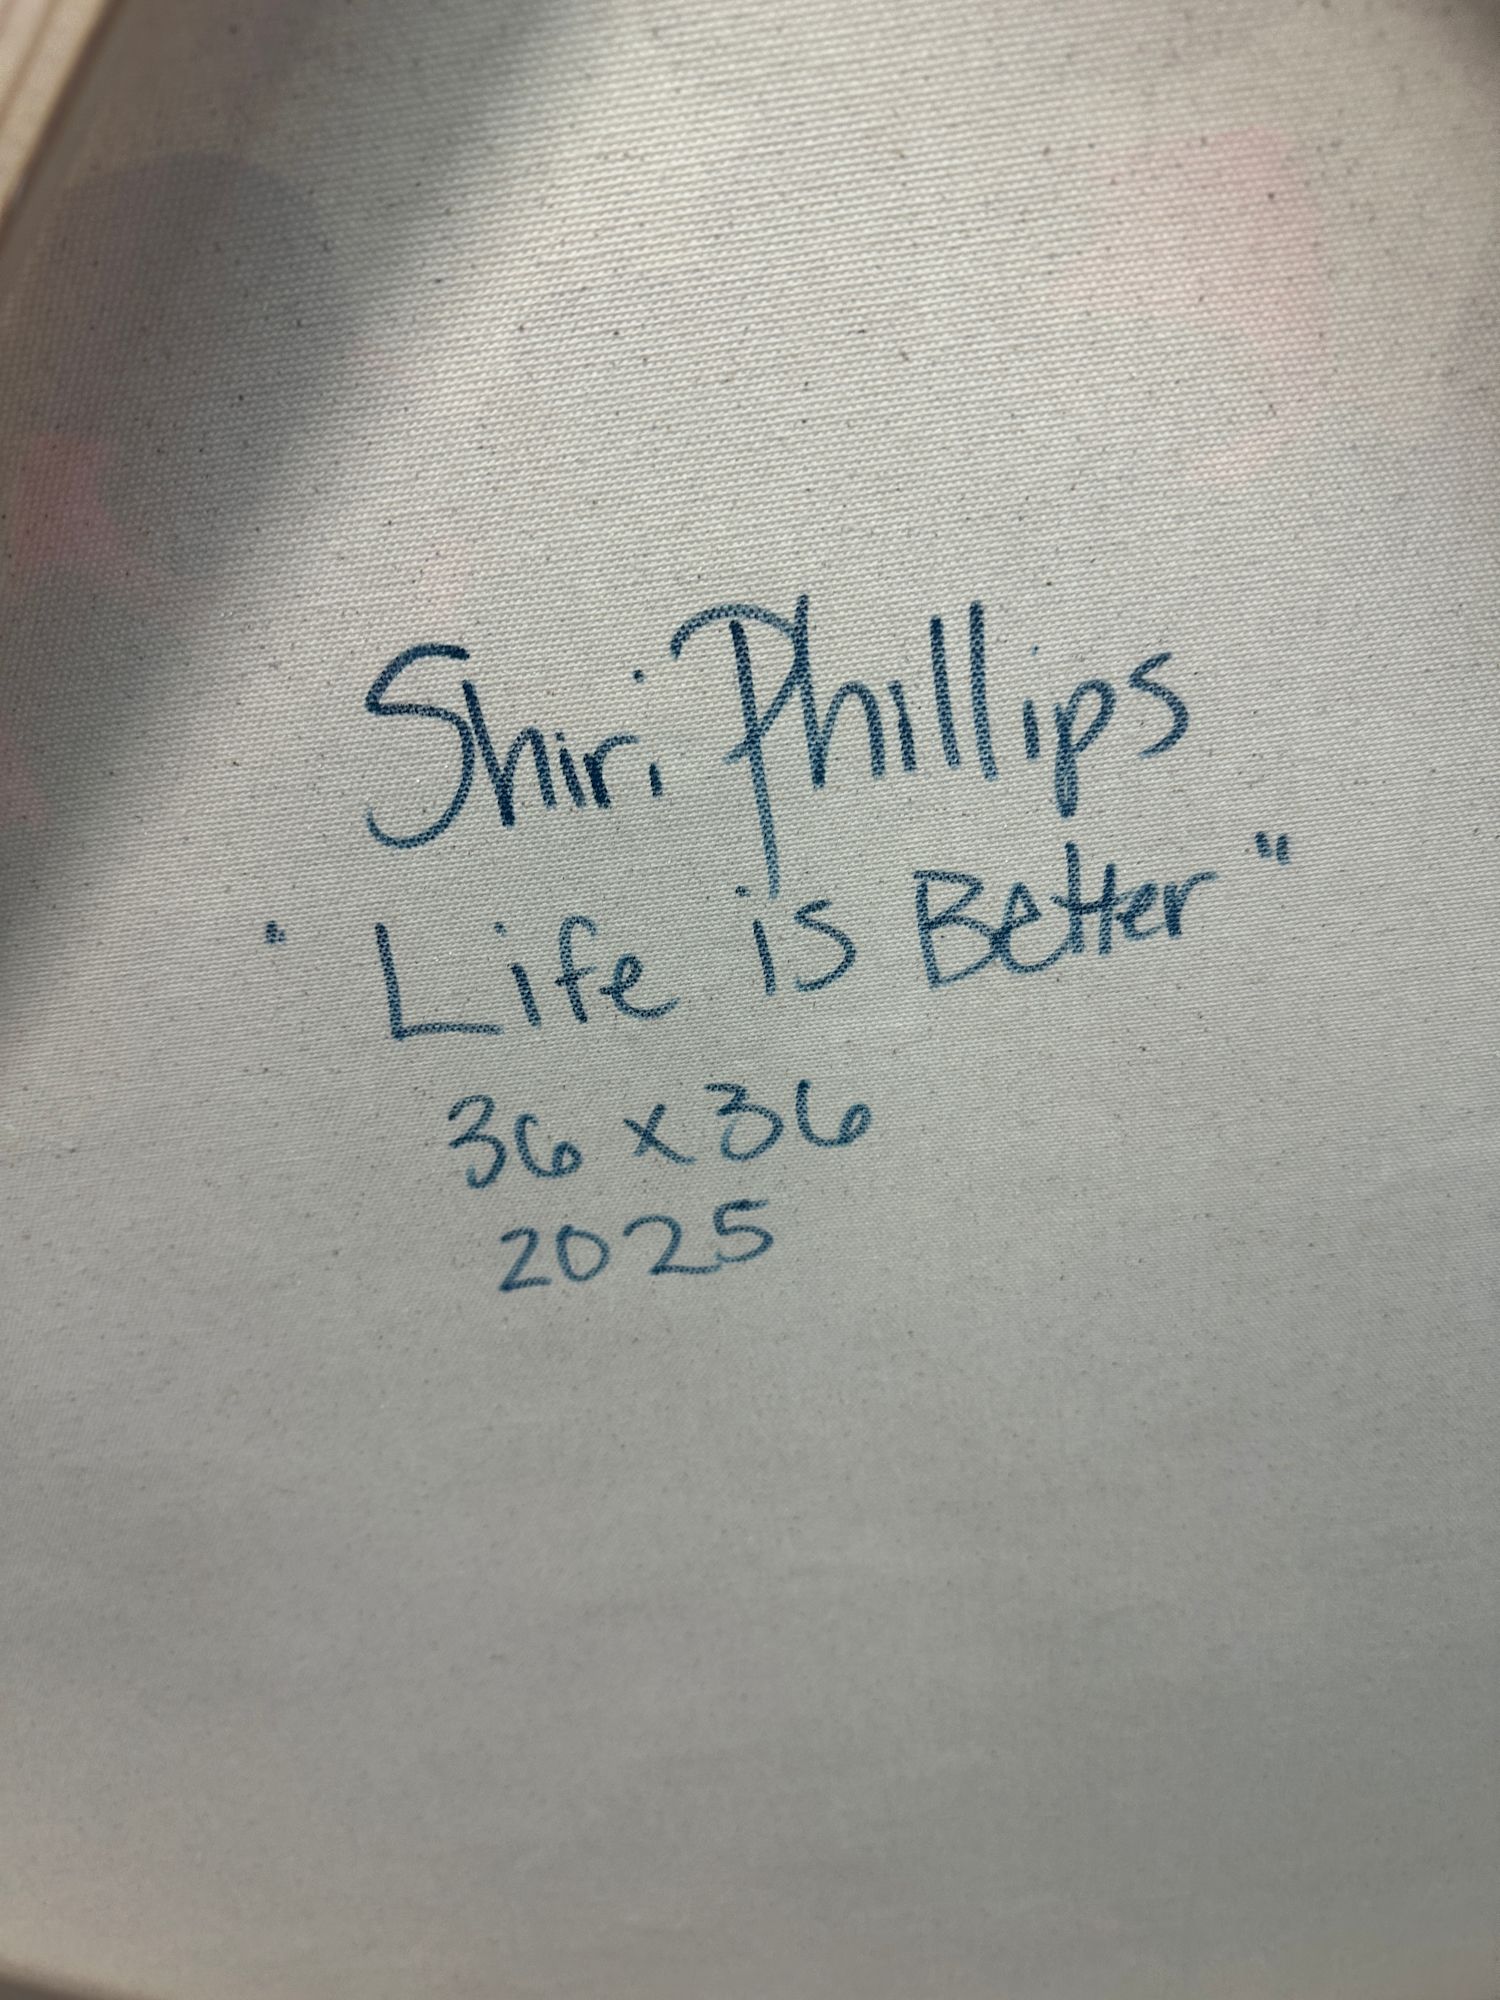 Shiri Phillips
"Life is Better"
36 x 36
2025